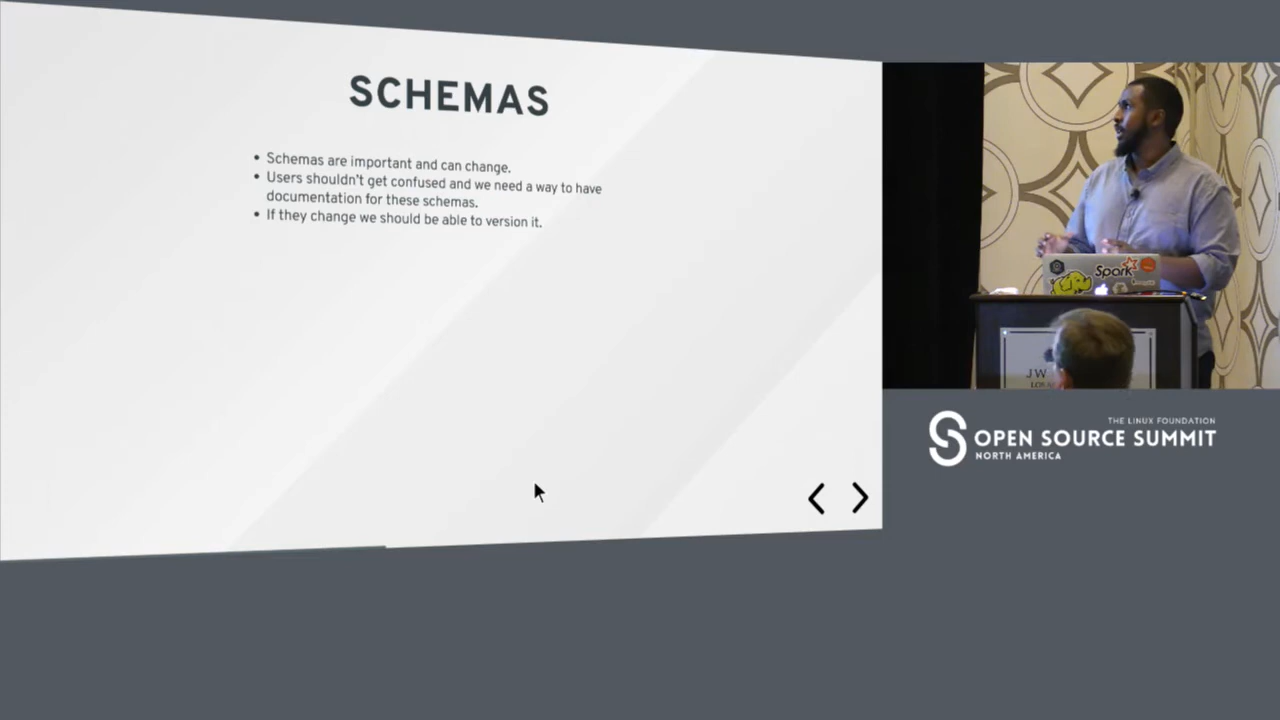 SCHEMAS
• Schemas are important and can change.
• Users shouldn't get confused and we need a way to have
documentation for these schemas.
• If they change we should be able to version it.
Spark
JW
THE LINUX FOUNDATION
OPEN SOURCE SUMMIT
NORTH AMERICA